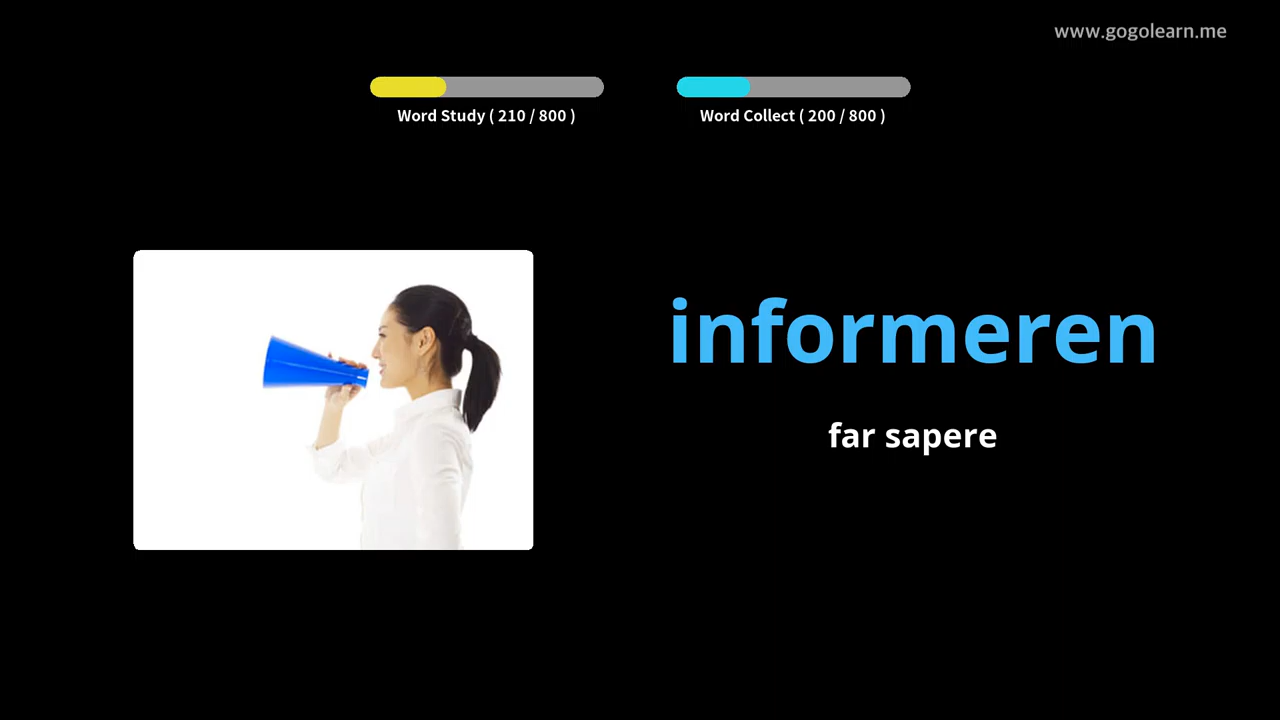 www.gogolearn.me
Word Study ( 210 / 800 )
Word Collect ( 200 / 800 )
informeren
far sapere